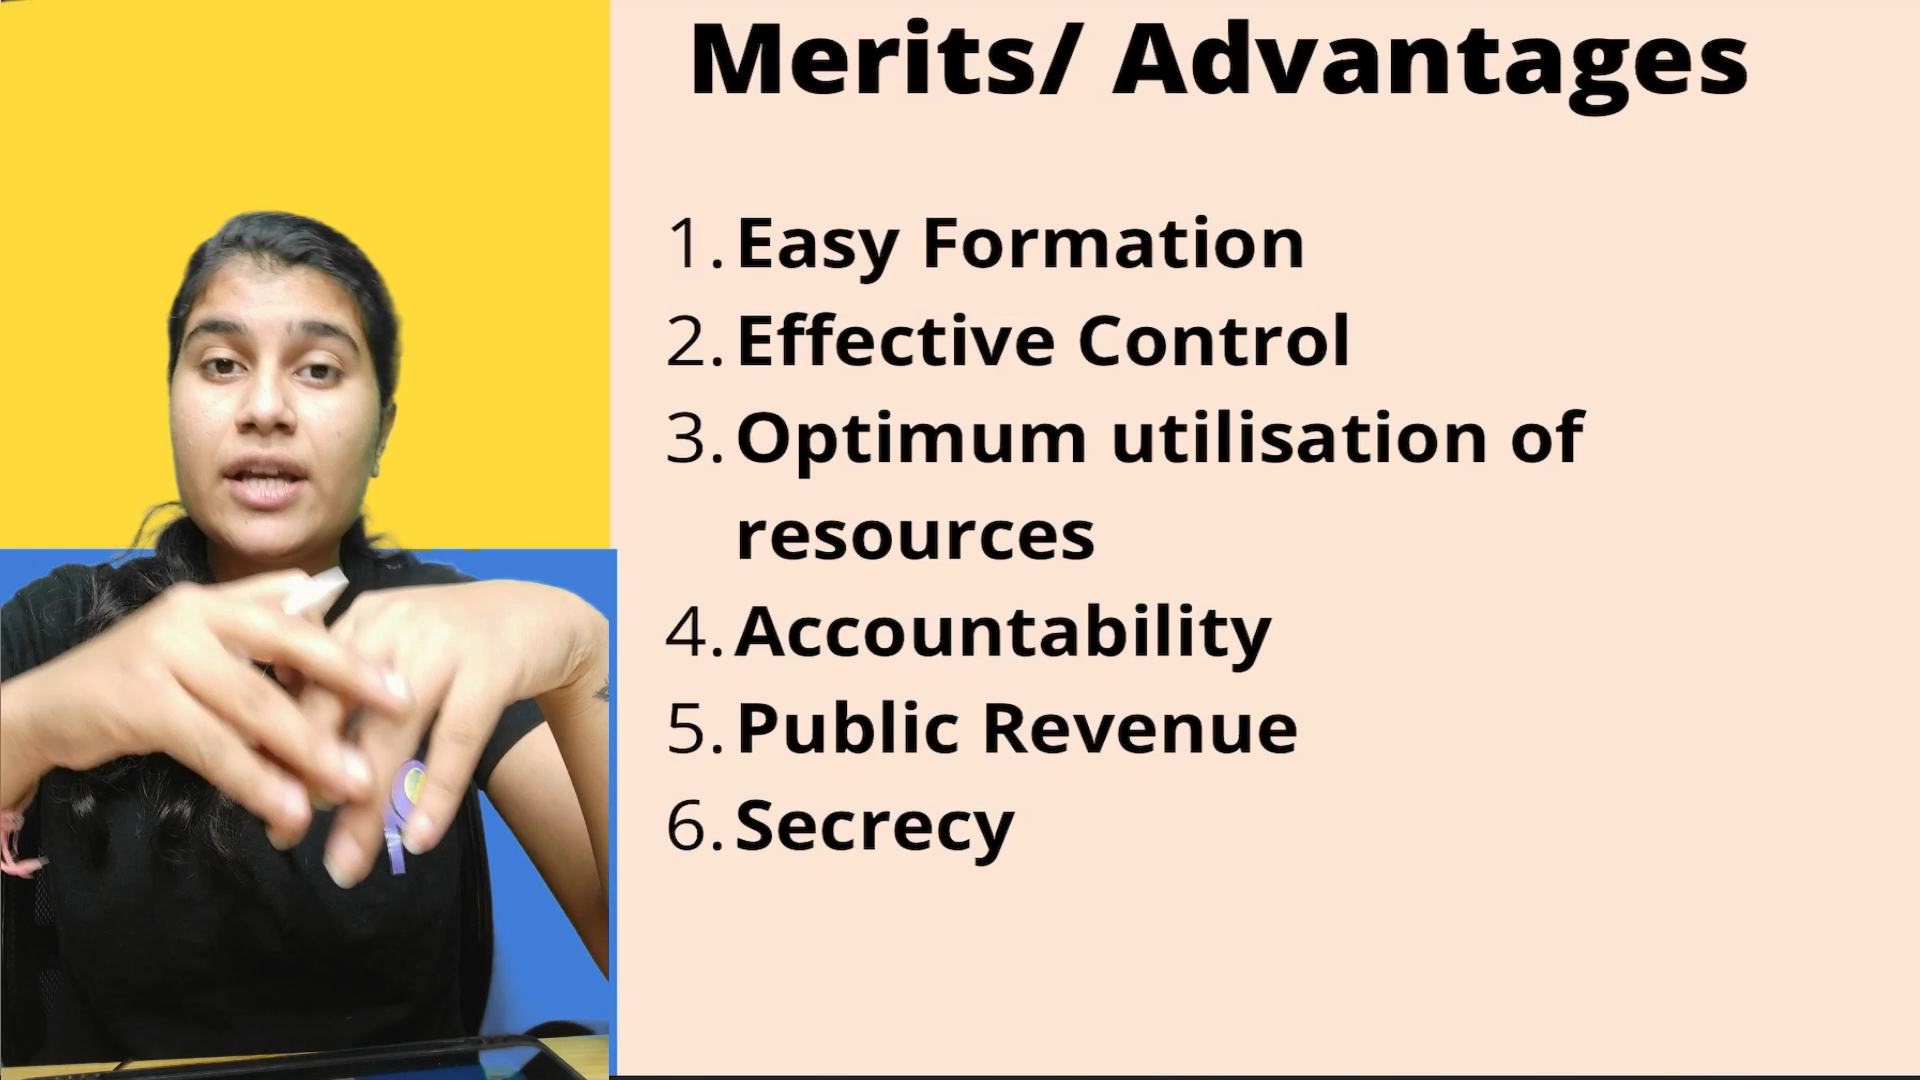 Merits/ Advantages
1. Easy Formation
2. Effective Control
3. Optimum utilisation of
resources
4. Accountability
5. Public Revenue
6. Secrecy